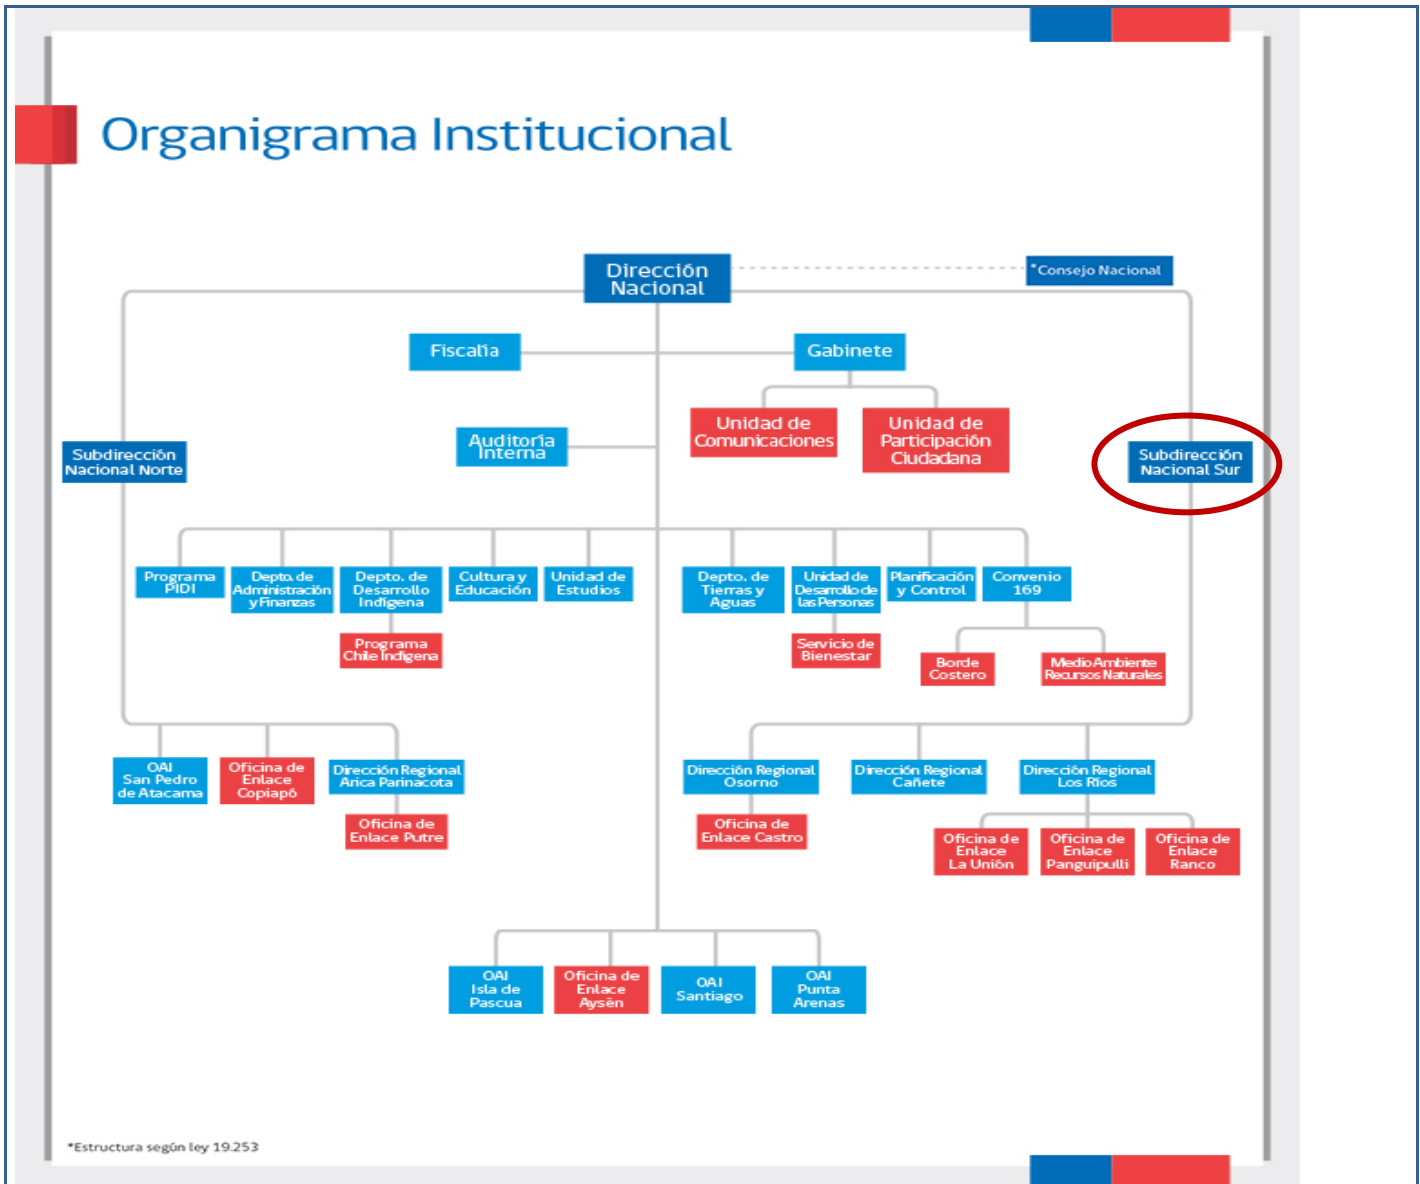 Organigrama Institucional
Dirección
Nacional
*Consejo Nacional
Fiscalía
Gabinete
Unidad de
Comunicaciones
Unidad de
Participación
Ciudadana
Auditoría
Interna
Subdirección
Nacional Norte
Subdirección
Nacional Sur
Programa
PIDI
Depto. de
Administración
y Finanzas
Depto. de
Desarrollo
Indígena
Cultura y
Educación
Unidad de
Estudios
Depto. de
Tierras y
Aguas
Unidad de
Desarrollo de
las Personas
Planificación
y Control
Convenio
169
Programa
Chile Indígena
Servicio de
Bienestar
Borde
Costero
Medio Ambiente
Recursos Naturales
OAI
San Pedro
de Atacama
Oficina de
Enlace
Copiapó
Dirección Regional
Arica Parinacota
Oficina de
Enlace Putre
Dirección Regional
Osorno
Dirección Regional
Cañete
Dirección Regional
Los Ríos
Oficina de
Enlace Castro
Oficina de
Enlace
La Unión
Oficina de
Enlace
Panguipulli
Oficina de
Enlace
Ranco
OAI
Isla de
Pascua
Oficina de
Enlace
Aysén
OAI
Santiago
OAI
Punta
Arenas
*Estructura según ley 19.253